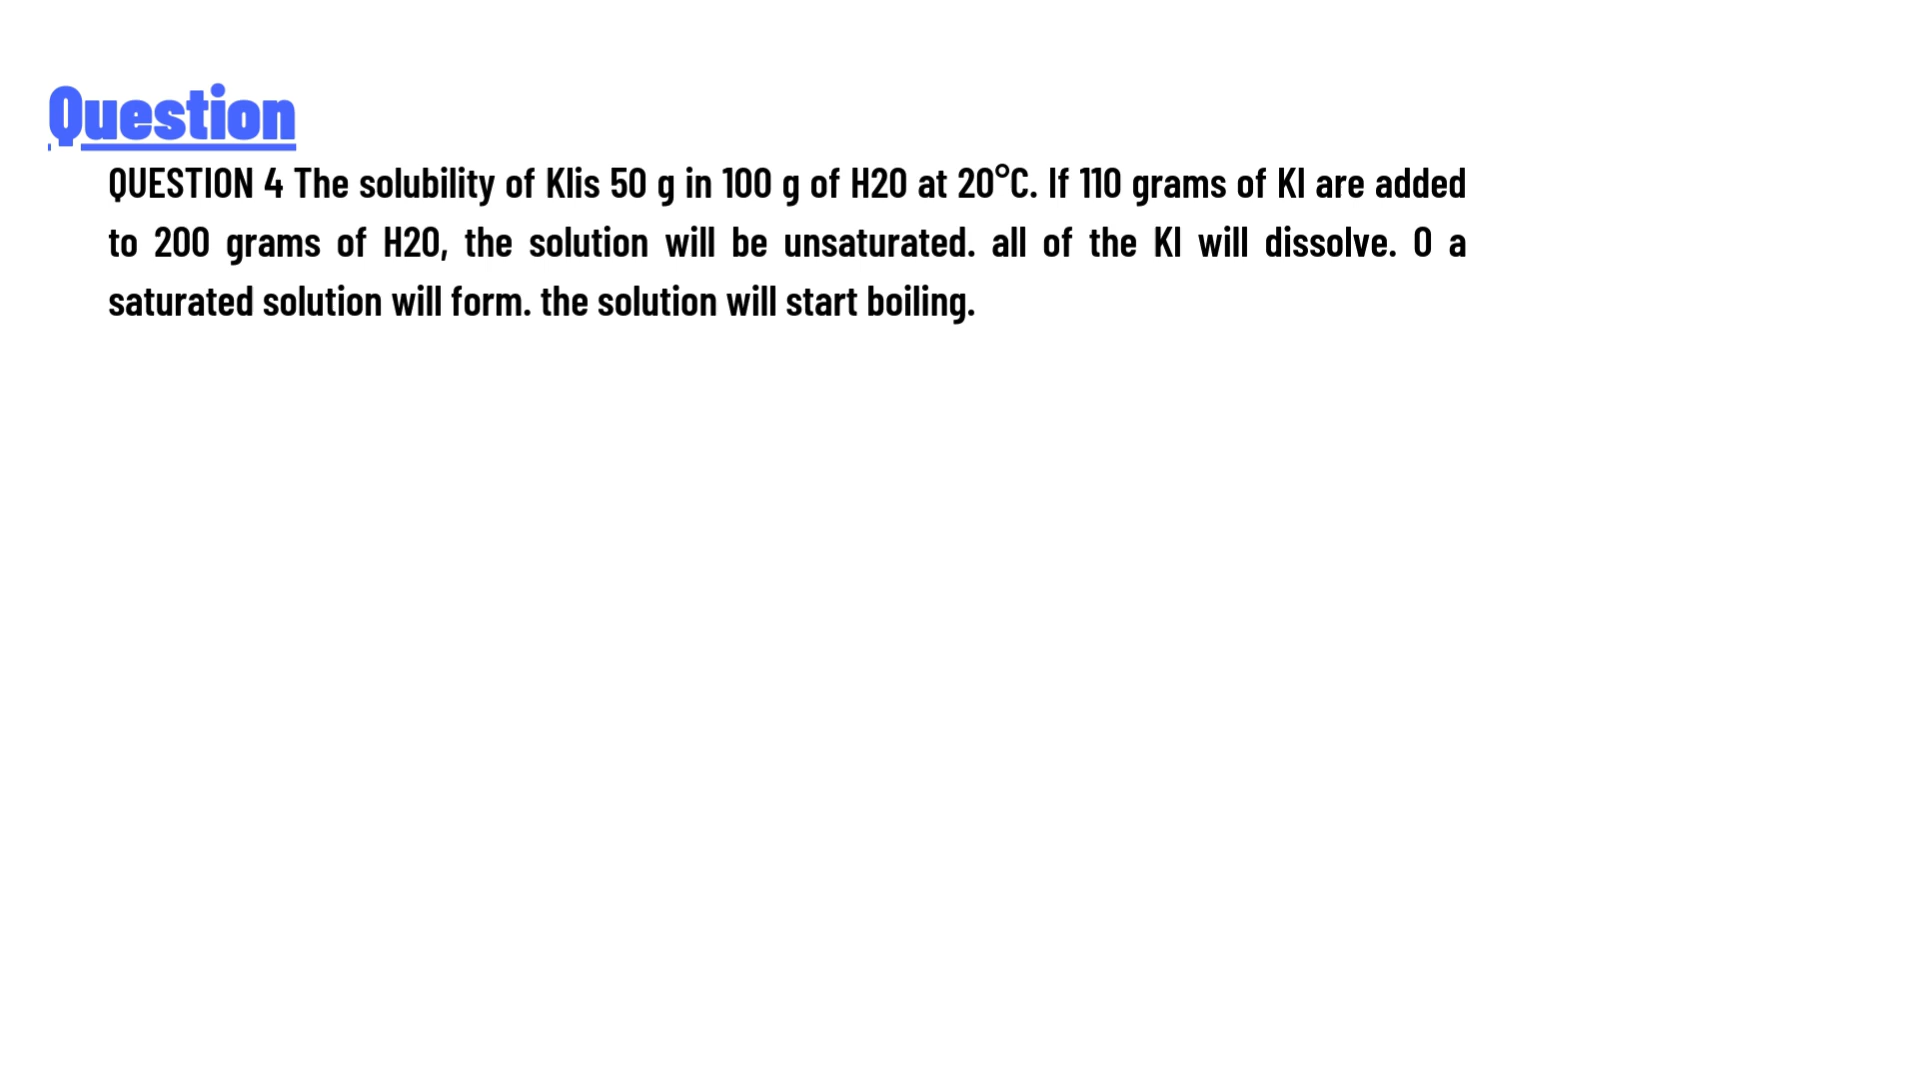 Question
QUESTION 4 The solubility of Klis 50 g in 100 g of H20 at 20°C. If 110 grams of KI are added
to 200 grams of H20, the solution will be unsaturated. all of the KI will dissolve. 0 a
saturated solution will form. the solution will start boiling.